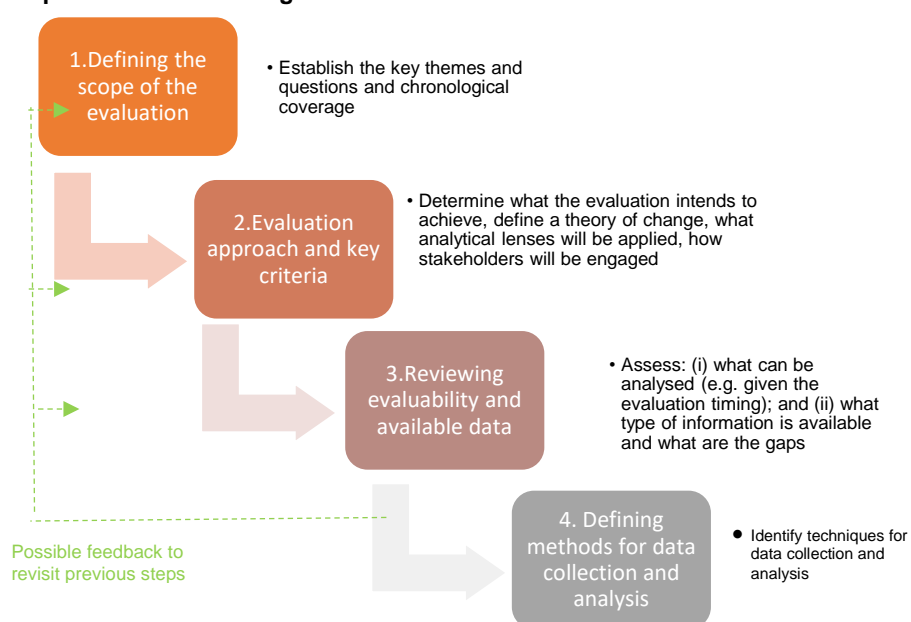 1.Defining the
scope of the
evaluation
• Establish the key themes and
questions and chronological
coverage
2.Evaluation
approach and key
criteria
• Determine what the evaluation intends to
achieve, define a theory of change, what
analytical lenses will be applied, how
stakeholders will be engaged
3.Reviewing
evaluability and
available data
• Assess: (i) what can be
analysed (e.g. given the
evaluation timing); and (ii) what
type of information is available
and what are the gaps
4. Defining
methods for data
collection and
analysis
• Identify techniques for
data collection and
analysis
Possible feedback to
revisit previous steps